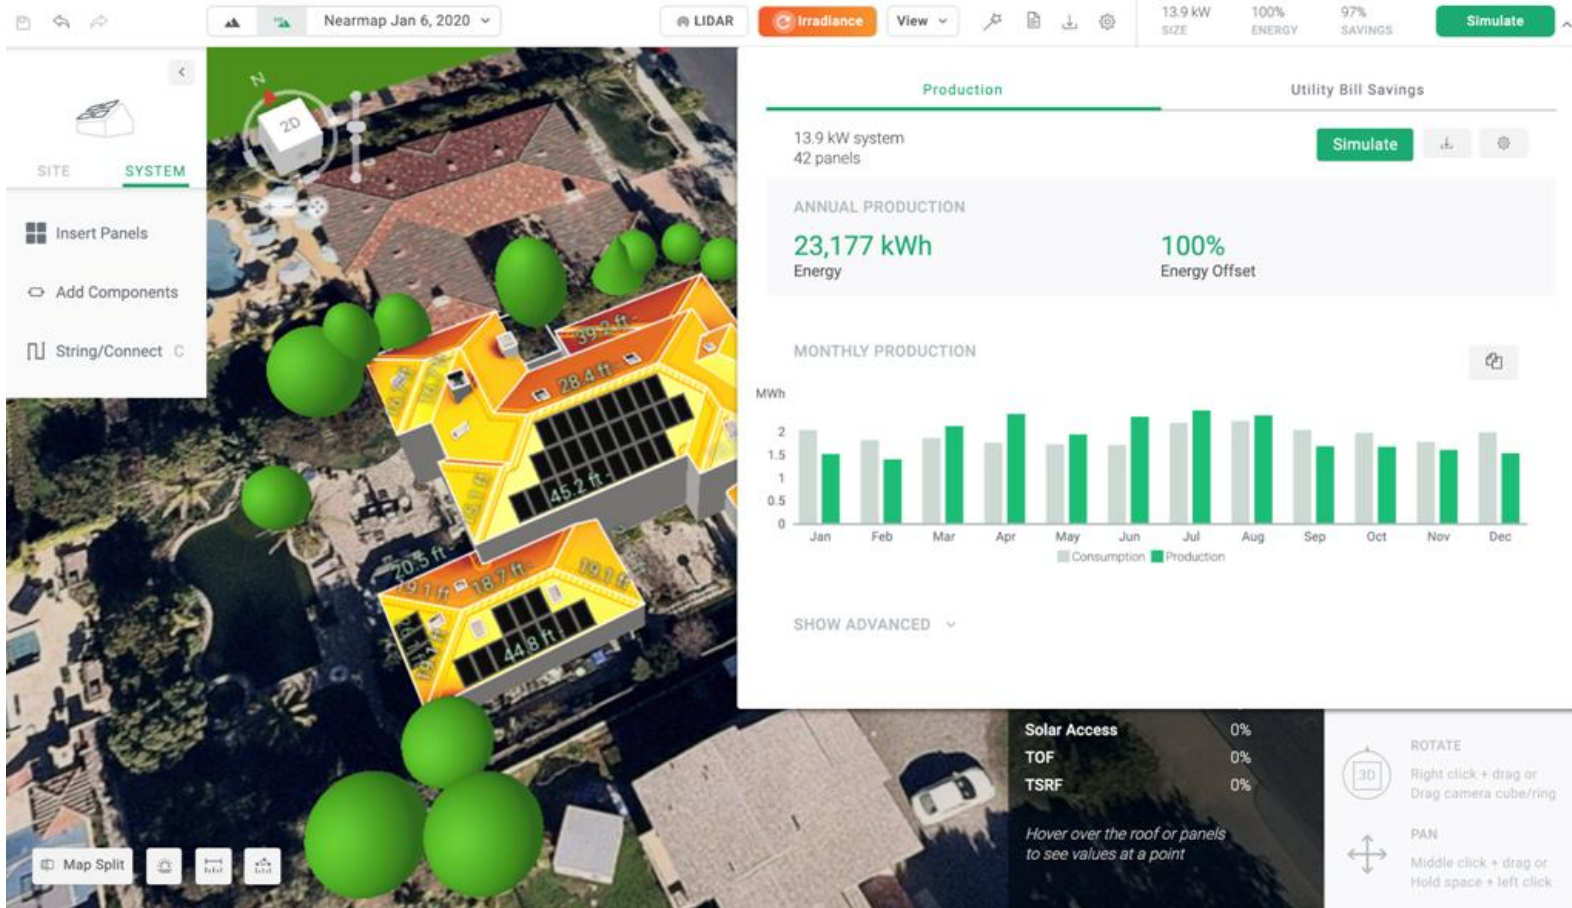 Nearmap Jan 6, 2020
LIDAR
Irradiance
View
13.9 kW
SIZE
100%
ENERGY
97%
SAVINGS
Simulate
N
2D
SITE
SYSTEM
Insert Panels
Add Components
String/Connect C
Production
Utility Bill Savings
13.9 kW system
42 panels
Simulate
ANNUAL PRODUCTION
23,177 kWh
Energy
100%
Energy Offset
MONTHLY PRODUCTION
MWh
2
1.5
1
0.5
0
Jan Feb Mar Apr May Jun Jul Aug Sep Oct Nov Dec
Consumption Production
SHOW ADVANCED
39.2 ft
28.4 ft
45.2 ft
20.5 ft
19.1 ft
18.7 ft
19.1 ft
44.8 ft
Solar Access 0%
TOF 0%
TSRF 0%
Hover over the roof or panels
to see values at a point
3D
ROTATE
Right click + drag or
Drag camera cube/ring
PAN
Middle click + drag or
Hold space + left click
Map Split